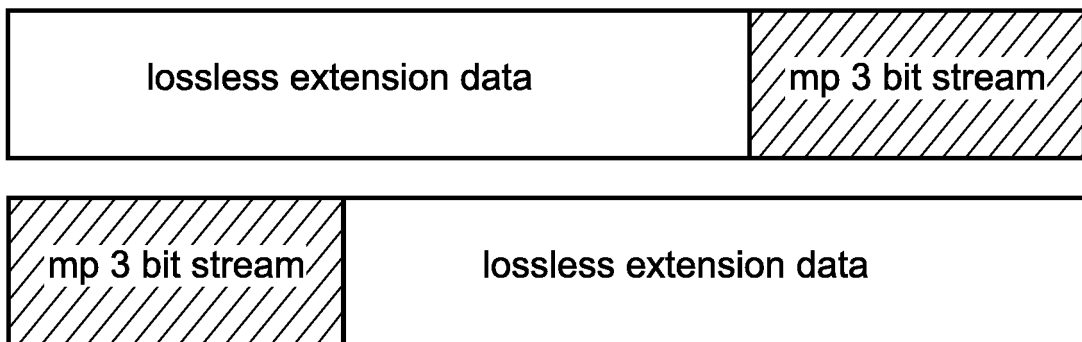 lossless extension data mp 3 bit stream
mp 3 bit stream lossless extension data